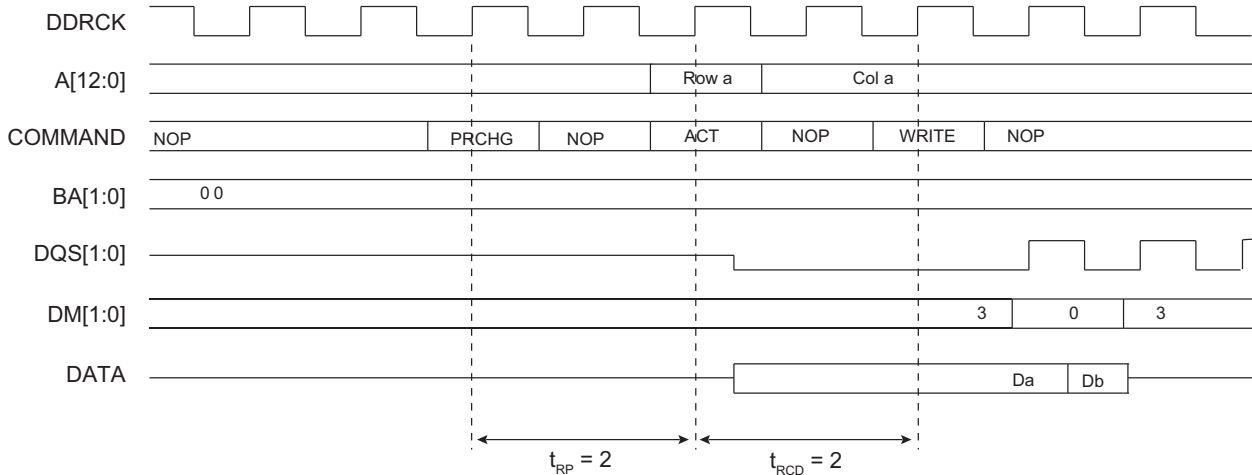 DDRCK
A[12:0] Row a Col a
COMMAND NOP PRCHG NOP ACT NOP WRITE NOP
BA[1:0] 0 0
DQS[1:0]
DM[1:0] 3 0 3
DATA Da Db
tRP = 2 tRCD = 2